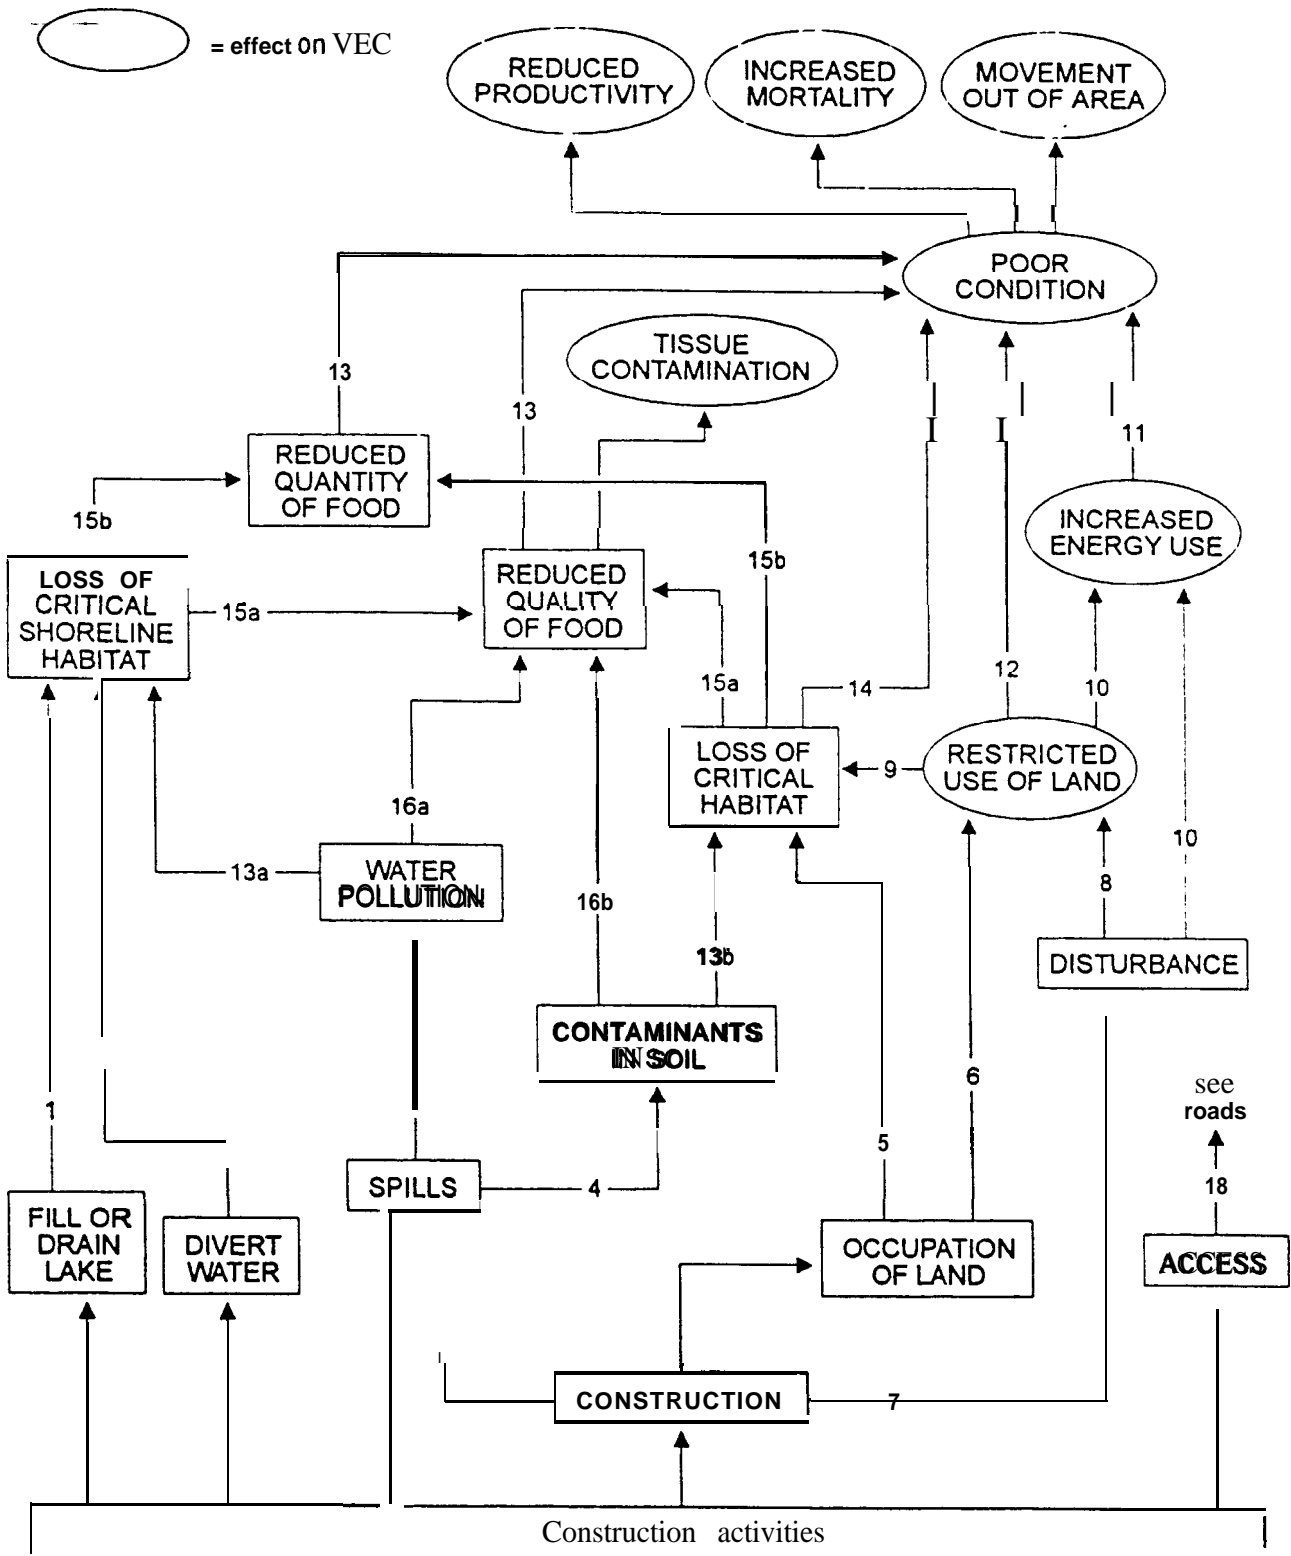 = effect on VEC
REDUCED
PRODUCTIVITY
INCREASED
MORTALITY
MOVEMENT
OUT OF AREA
POOR
CONDITION
TISSUE
CONTAMINATION
13
13
11
REDUCED
QUANTITY
OF FOOD
15b
INCREASED
ENERGY USE
15b
LOSS OF
CRITICAL
SHORELINE
HABITAT
15a
REDUCED
QUALITY
OF FOOD
15a
14
12
10
LOSS OF
CRITICAL
HABITAT
9
RESTRICTED
USE OF LAND
16a
10
13a
WATER
POLLUTION
16b
8
13b
DISTURBANCE
CONTAMINANTS
IN SOIL
6
see
roads
1
5
SPILLS
4
18
FILL OR
DRAIN
LAKE
DIVERT
WATER
OCCUPATION
OF LAND
ACCESS
CONSTRUCTION
7
Construction activities